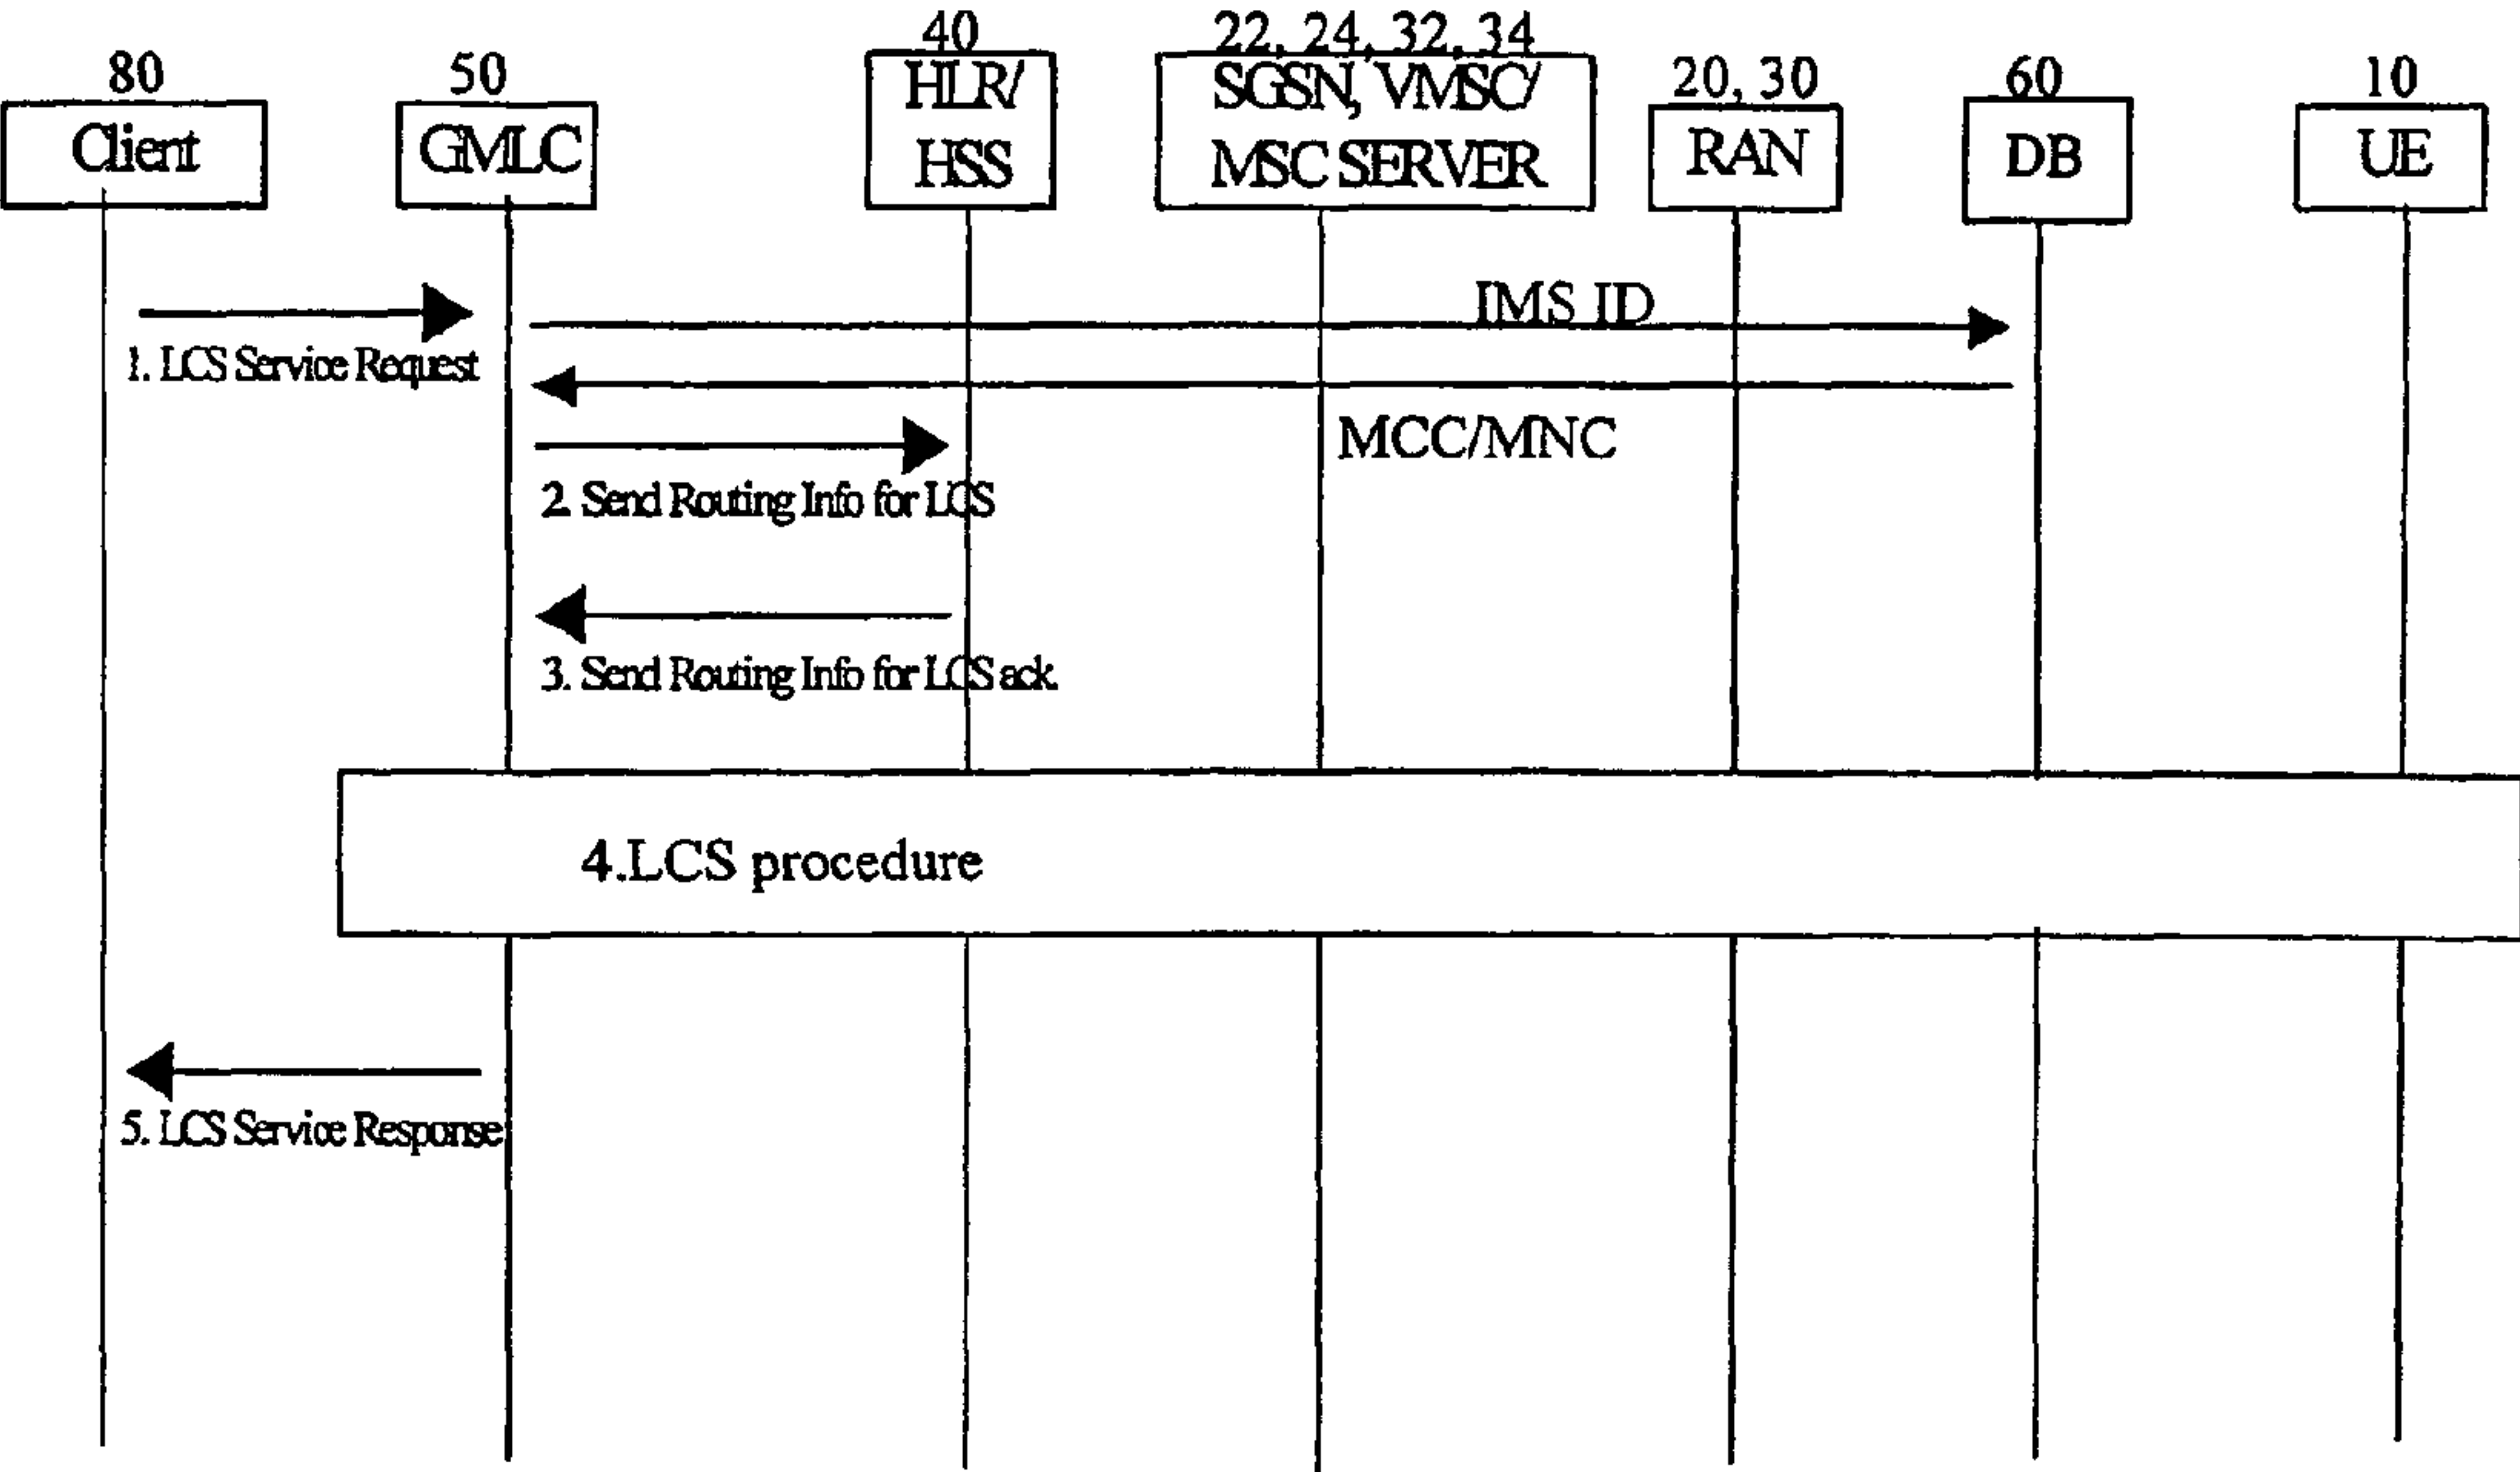 80
Client
50
GMLC
40
HLR/
HSS
22, 24, 32, 34
SGSN, VMSC/
MSC SERVER
20, 30
RAN
60
DB
10
UE
IMS ID
1. LCS Service Request
MCC/MNC
2. Send Routing Info for LCS
3. Send Routing Info for LCS ack
4.LCS procedure
5. LCS Service Response